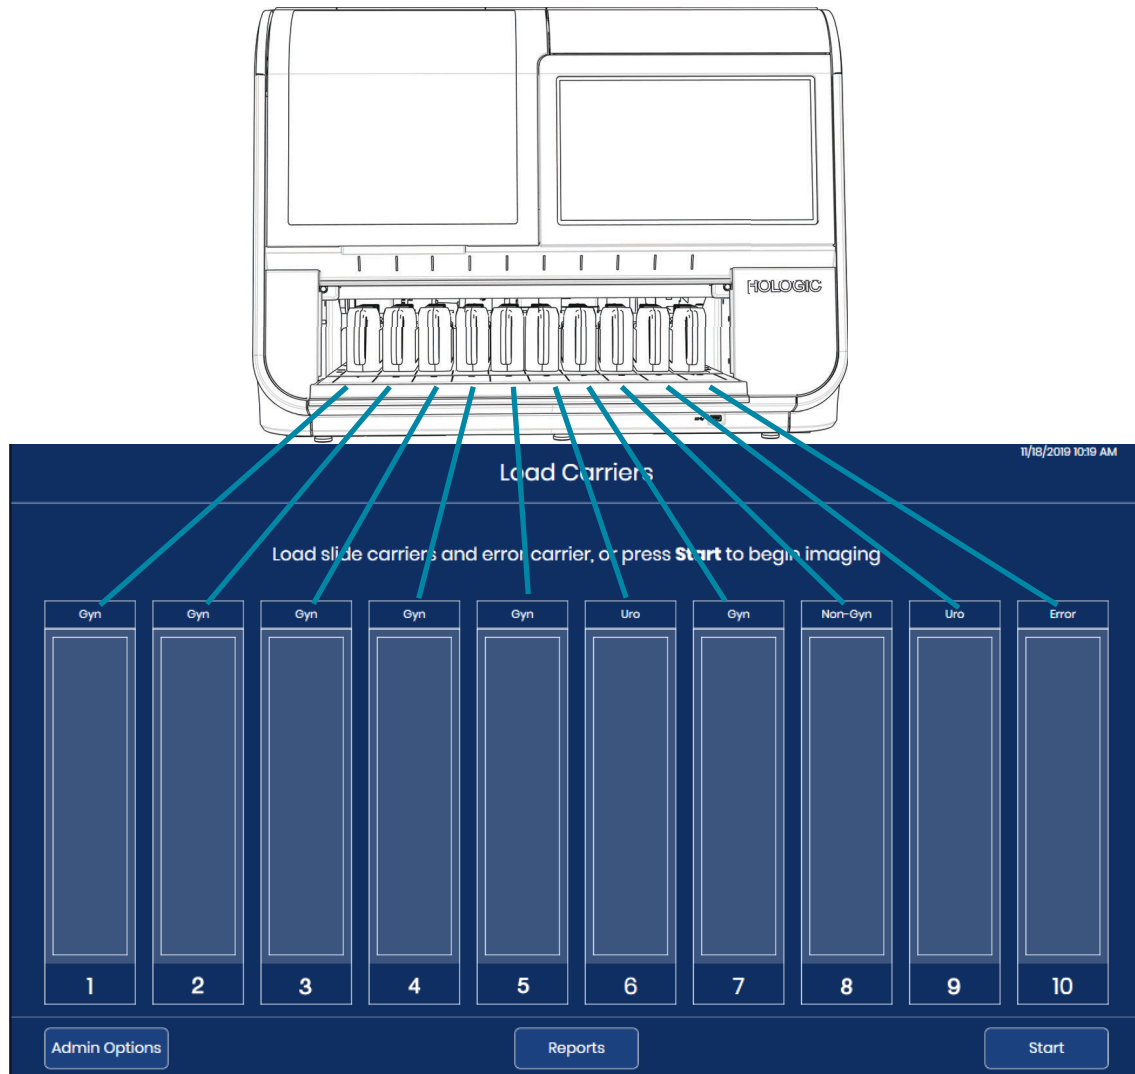 HOLOGIC
11/18/2019 10:19 AM
Load Carriers
Load slide carriers and error carrier, or press Start to begin imaging
Gyn Gyn Gyn Gyn Gyn Uro Gyn Non-Gyn Uro Error
1 2 3 4 5 6 7 8 9 10
Admin Options Reports Start